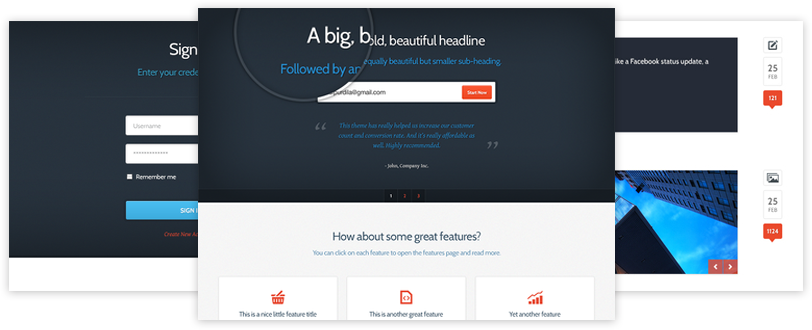 Sign
Enter your crede
Username
Remember me
SIGN I
Create New A
A big, bold, beautiful headline
Followed by an equally beautiful but smaller sub-heading.
purdila@gmail.com
Start Now
“ This theme has really helped us increase our customer
count and conversion rate. And it's really affordable as
well. Highly recommended. ”
- John, Company Inc.
1 2 3
How about some great features?
You can click on each feature to open the features page and read more.
This is a nice little feature title
This is another great feature
Yet another feature
ike a Facebook status update, a
25
FEB
121
25
FEB
1124